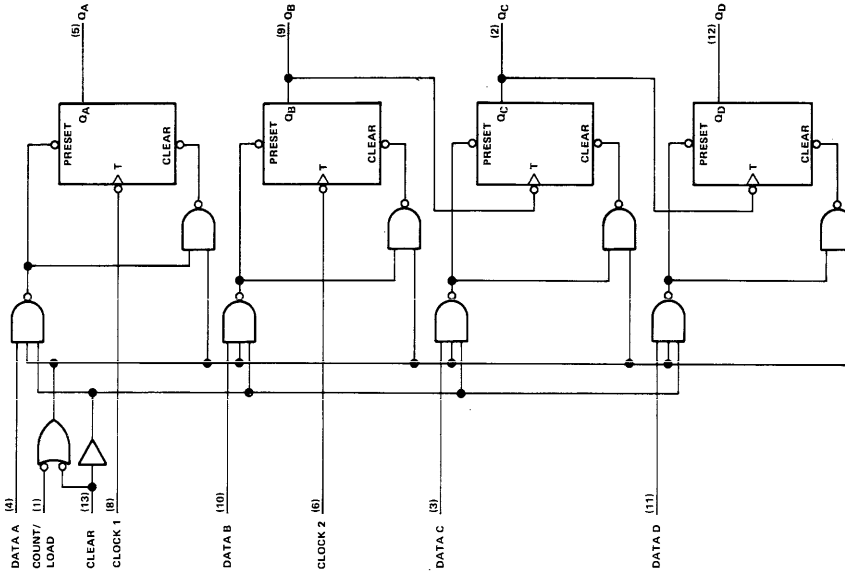 DATA A
(4)
COUNT/
LOAD
(1)
CLEAR
(13)
CLOCK 1
(8)
PRESET
QA
T
CLEAR
(5)
QA
DATA B
(10)
CLOCK 2
(6)
PRESET
QB
T
CLEAR
(9)
QB
DATA C
(3)
PRESET
QC
T
CLEAR
(2)
QC
DATA D
(11)
PRESET
QD
T
CLEAR
(12)
QD